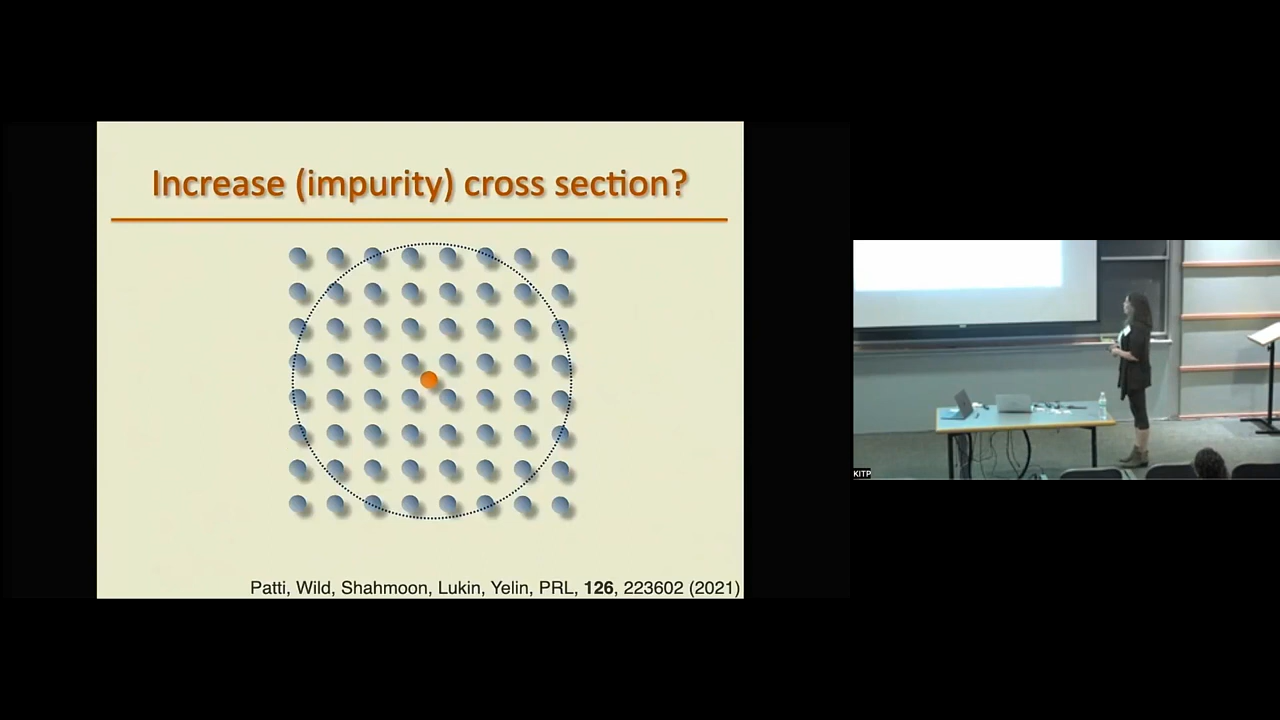 Increase (impurity) cross section?
Patti, Wild, Shahmoon, Lukin, Yelin, PRL, 126, 223602 (2021)
KITP